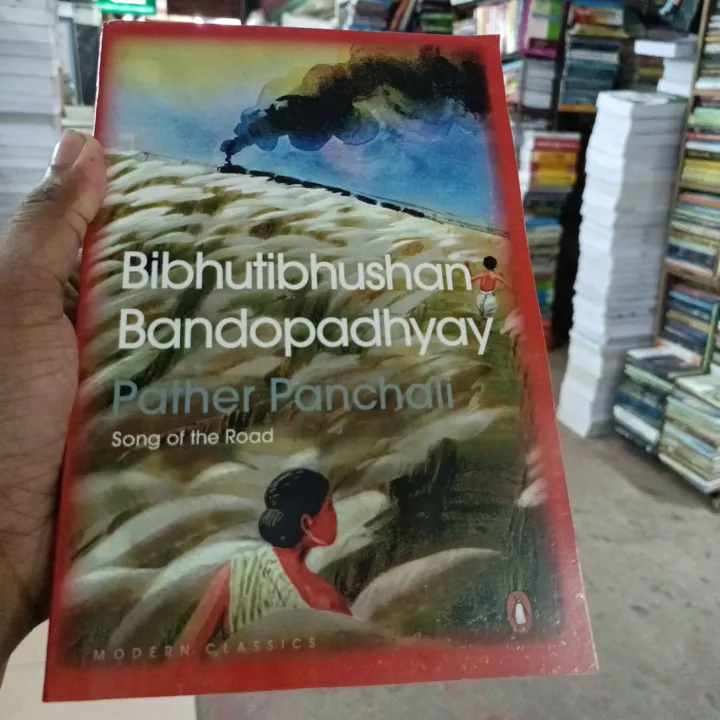 Bibhutibhushan
Bandopadhyay
Pather Panchali
Song of the Road
MODERN CLASSICS